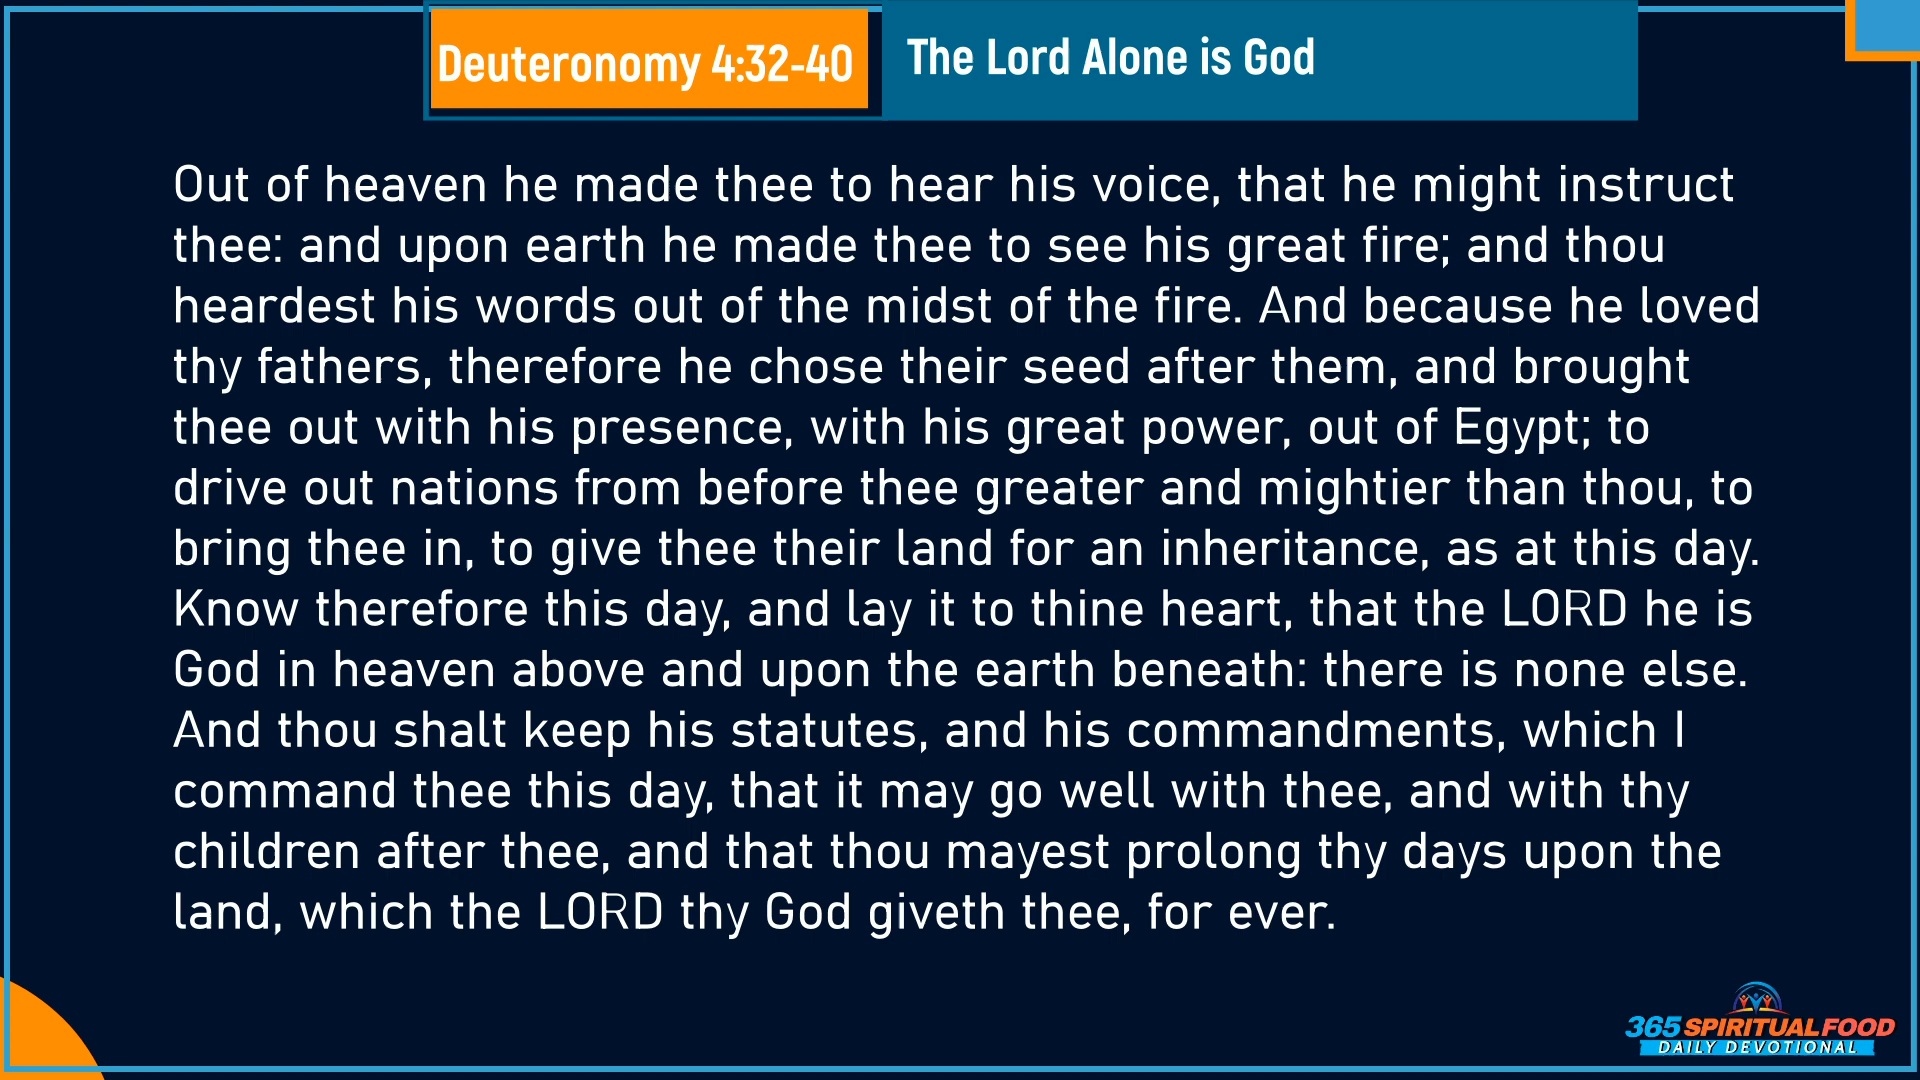 Deuteronomy 4:32-40
The Lord Alone is God
Out of heaven he made thee to hear his voice, that he might instruct
thee: and upon earth he made thee to see his great fire; and thou
heardest his words out of the midst of the fire. And because he loved
thy fathers, therefore he chose their seed after them, and brought
thee out with his presence, with his great power, out of Egypt; to
drive out nations from before thee greater and mightier than thou, to
bring thee in, to give thee their land for an inheritance, as at this day.
Know therefore this day, and lay it to thine heart, that the LORD he is
God in heaven above and upon the earth beneath: there is none else.
And thou shalt keep his statutes, and his commandments, which I
command thee this day, that it may go well with thee, and with thy
children after thee, and that thou mayest prolong thy days upon the
land, which the LORD thy God giveth thee, for ever.
365 SPIRITUAL FOOD
DAILY DEVOTIONAL